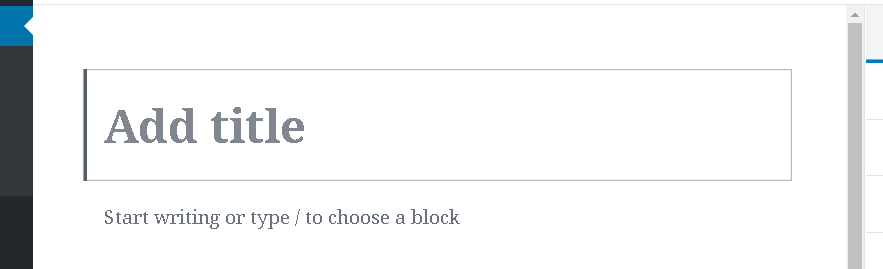 Add title
Start writing or type / to choose a block